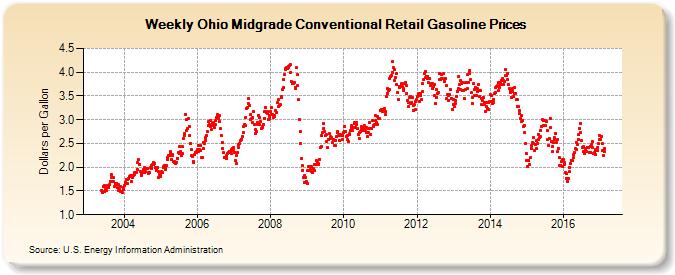 Weekly Ohio Midgrade Conventional Retail Gasoline Prices
Dollars per Gallon
4.5
4.0
3.5
3.0
2.5
2.0
1.5
1.0
2004 2006 2008 2010 2012 2014 2016
Source: U.S. Energy Information Administration